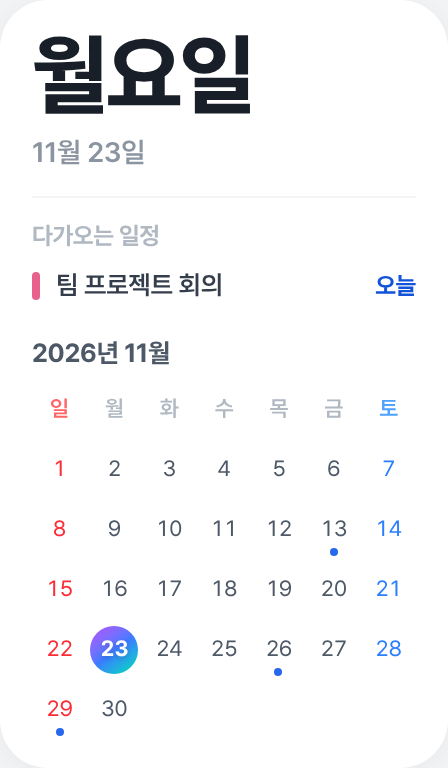 월요일
11월 23일
다가오는 일정
팀 프로젝트 회의 오늘
2026년 11월
일 월 화 수 목 금 토
1 2 3 4 5 6 7
8 9 10 11 12 13 14
15 16 17 18 19 20 21
22 23 24 25 26 27 28
29 30